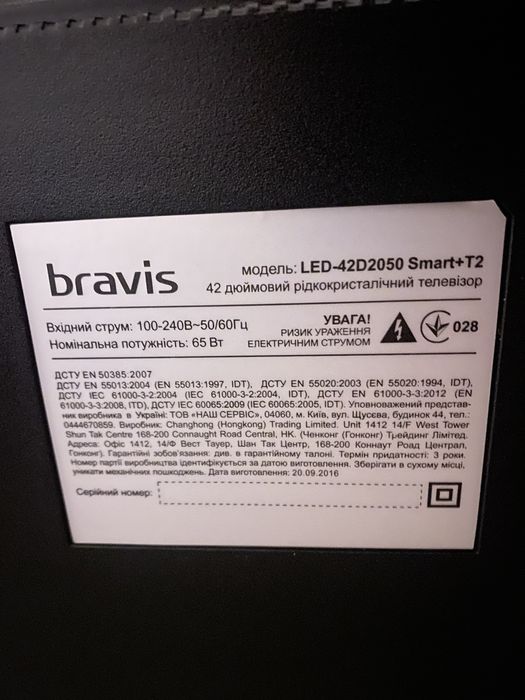 bravis
модель: LED-42D2050 Smart+T2
42 дюймовий рідкокристалічний телевізор
Вхідний струм: 100-240В~50/60Гц
Номінальна потужність: 65 Вт
УВАГА!
РИЗИК УРАЖЕННЯ
ЕЛЕКТРИЧНИМ СТРУМОМ
028
ДСТУ EN 50385:2007
ДСТУ EN 55013:2004 (EN 55013:1997, IDT), ДСТУ EN 55020:2003 (EN 55020:1994, IDT),
ДСТУ IEC 61000-3-2:2004 (IEC 61000-3-2:2004, IDT), ДСТУ EN 61000-3-3:2012 (EN
61000-3-3:2008, ITD), ДСТУ IEC 60065:2009 (IEC 60065:2005, IDT). Уповноважений представ-
ник виробника в Україні: ТОВ «НАШ СЕРВІС», 04060, м. Київ, вул. Щусєва, будинок 44, тел.:
0444670859. Виробник: Changhong (Hongkong) Trading Limited. Unit 1412 14/F West Tower
Shun Tak Centre 168-200 Connaught Road Central, HK. (Ченконг (Гонконг) Трейдинг Лімітед.
Адреса: Офіс 1412, 14/Ф Вест Тауер, Шан Так Центр, 168-200 Коннаут Роад Централ,
Гонконг). Гарантійні зобов'язання: див. в гарантійному талоні. Термін придатності: 3 роки.
Номер партії виробництва ідентифікується за датою виготовлення. Зберігати в сухому місці,
уникати механічних пошкоджень. Дата виготовлення: 20.09.2016
Серійний номер: